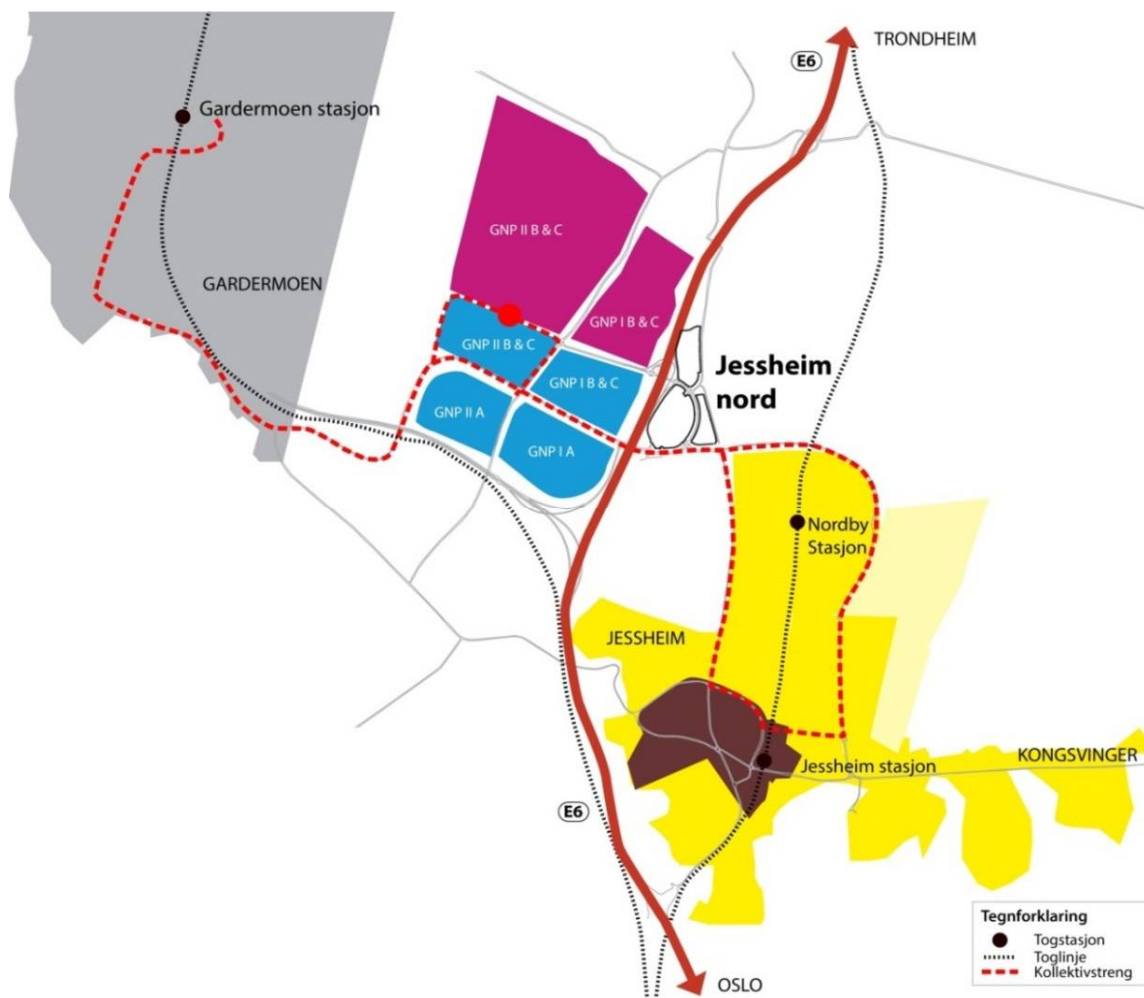 TRONDHEIM
E6
Gardermoen stasjon
GNP II B & C
GARDERMOEN
GNP I B & C
GNP II B & C
GNP I B & C
GNP II A
GNP I A
Jessheim
nord
Nordby
Stasjon
JESSHEIM
KONGSVINGER
Jessheim stasjon
E6
OSLO
Tegnforklaring
Togstasjon
Toglinje
Kollektivstreng